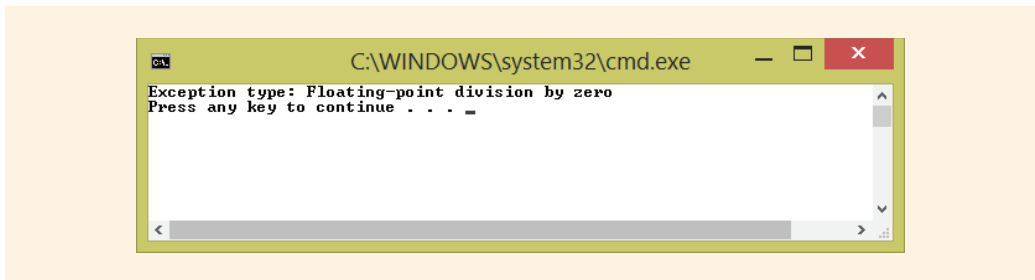 C:\WINDOWS\system32\cmd.exe
Exception type: Floating-point division by zero
Press any key to continue . . . _